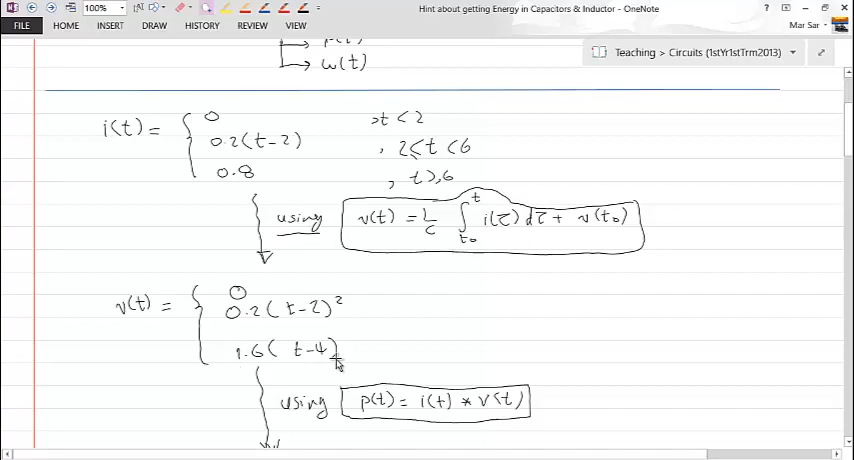 100%
Hint about getting Energy in Capacitors & Inductor - OneNote
FILE HOME INSERT DRAW HISTORY REVIEW VIEW
Mar Sar
Teaching > Circuits (1stYr1stTrm2013)
w(t)
i(t) = { 0 , t < 2
0.2(t-2) , 2 ≤ t < 6
0.8 , t ≥ 6
using v(t) = 1/C ∫ₜ₀ᵗ i(τ) dτ + v(t₀)
v(t) = { 0
0.2(t-2)²
1.6(t-4)
using p(t) = i(t) * v(t)